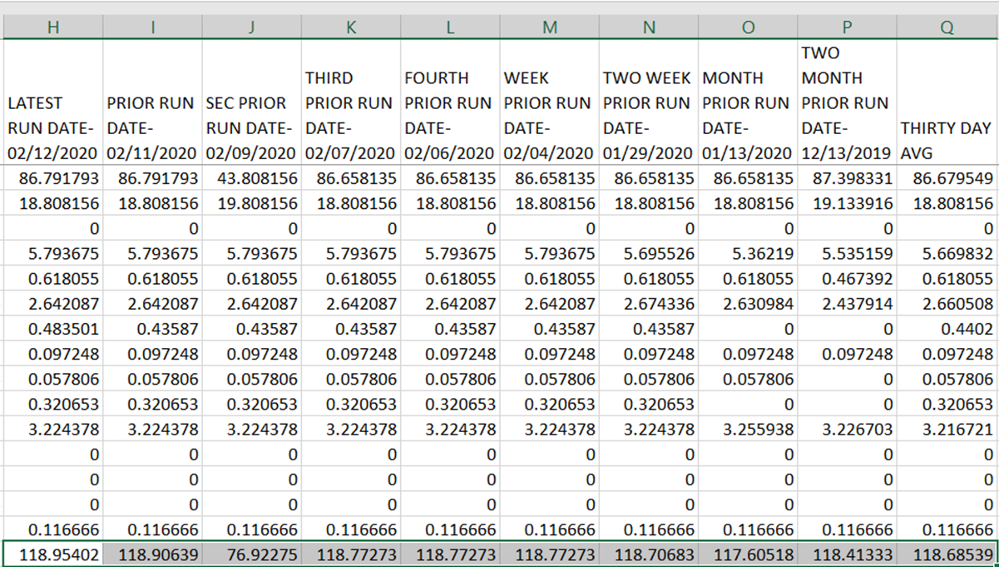 H I J K L M N O P Q
TWO
THIRD FOURTH WEEK TWO WEEK MONTH MONTH
LATEST PRIOR RUN SEC PRIOR PRIOR RUN PRIOR RUN PRIOR RUN PRIOR RUN PRIOR RUN PRIOR RUN
RUN DATE- DATE- RUN DATE- DATE- DATE- DATE- DATE- DATE- DATE- THIRTY DAY
02/12/2020 02/11/2020 02/09/2020 02/07/2020 02/06/2020 02/04/2020 01/29/2020 01/13/2020 12/13/2019 AVG
86.791793 86.791793 43.808156 86.658135 86.658135 86.658135 86.658135 86.658135 87.398331 86.679549
18.808156 18.808156 19.808156 18.808156 18.808156 18.808156 18.808156 18.808156 19.133916 18.808156
0 0 0 0 0 0 0 0 0 0
5.793675 5.793675 5.793675 5.793675 5.793675 5.793675 5.695526 5.36219 5.535159 5.669832
0.618055 0.618055 0.618055 0.618055 0.618055 0.618055 0.618055 0.618055 0.467392 0.618055
2.642087 2.642087 2.642087 2.642087 2.642087 2.642087 2.674336 2.630984 2.437914 2.660508
0.483501 0.43587 0.43587 0.43587 0.43587 0.43587 0.43587 0 0 0.4402
0.097248 0.097248 0.097248 0.097248 0.097248 0.097248 0.097248 0.097248 0.097248 0.097248
0.057806 0.057806 0.057806 0.057806 0.057806 0.057806 0.057806 0.057806 0 0.057806
0.320653 0.320653 0.320653 0.320653 0.320653 0.320653 0.320653 0 0 0.320653
3.224378 3.224378 3.224378 3.224378 3.224378 3.224378 3.224378 3.255938 3.226703 3.216721
0 0 0 0 0 0 0 0 0 0
0 0 0 0 0 0 0 0 0 0
0 0 0 0 0 0 0 0 0 0
0.116666 0.116666 0.116666 0.116666 0.116666 0.116666 0.116666 0.116666 0.116666 0.116666
118.95402 118.90639 76.92275 118.77273 118.77273 118.77273 118.70683 117.60518 118.41333 118.68539